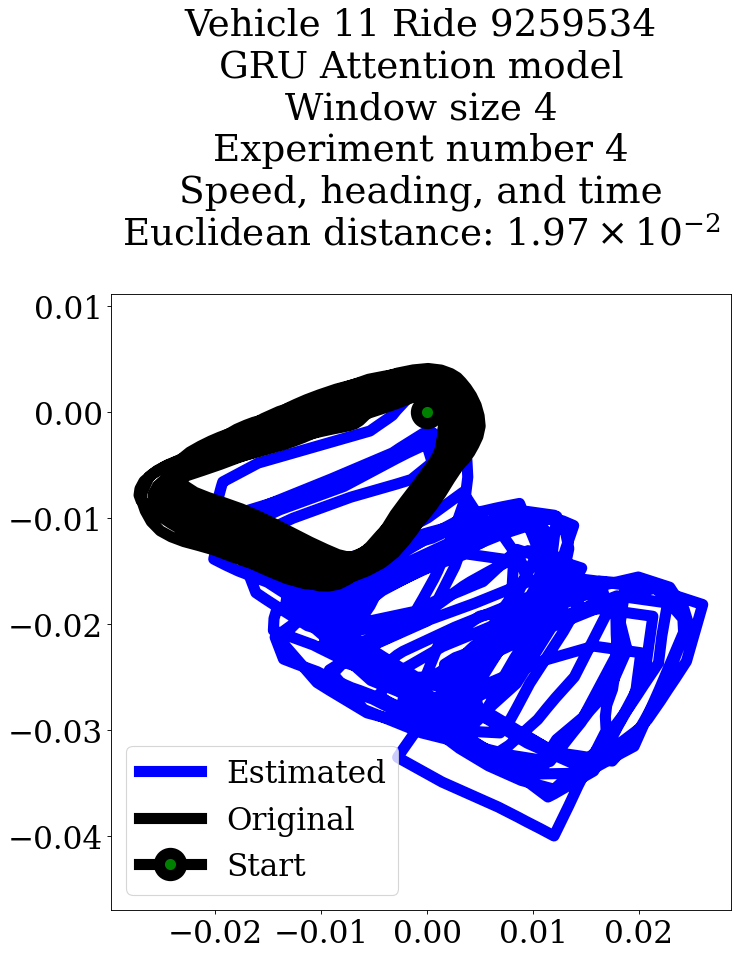 Vehicle 11 Ride 9259534
GRU Attention model
Window size 4
Experiment number 4
Speed, heading, and time
Euclidean distance: 1.97 × 10⁻²
0.01
0.00
−0.01
−0.02
−0.03
−0.04
Estimated
Original
Start
−0.02 −0.01 0.00 0.01 0.02